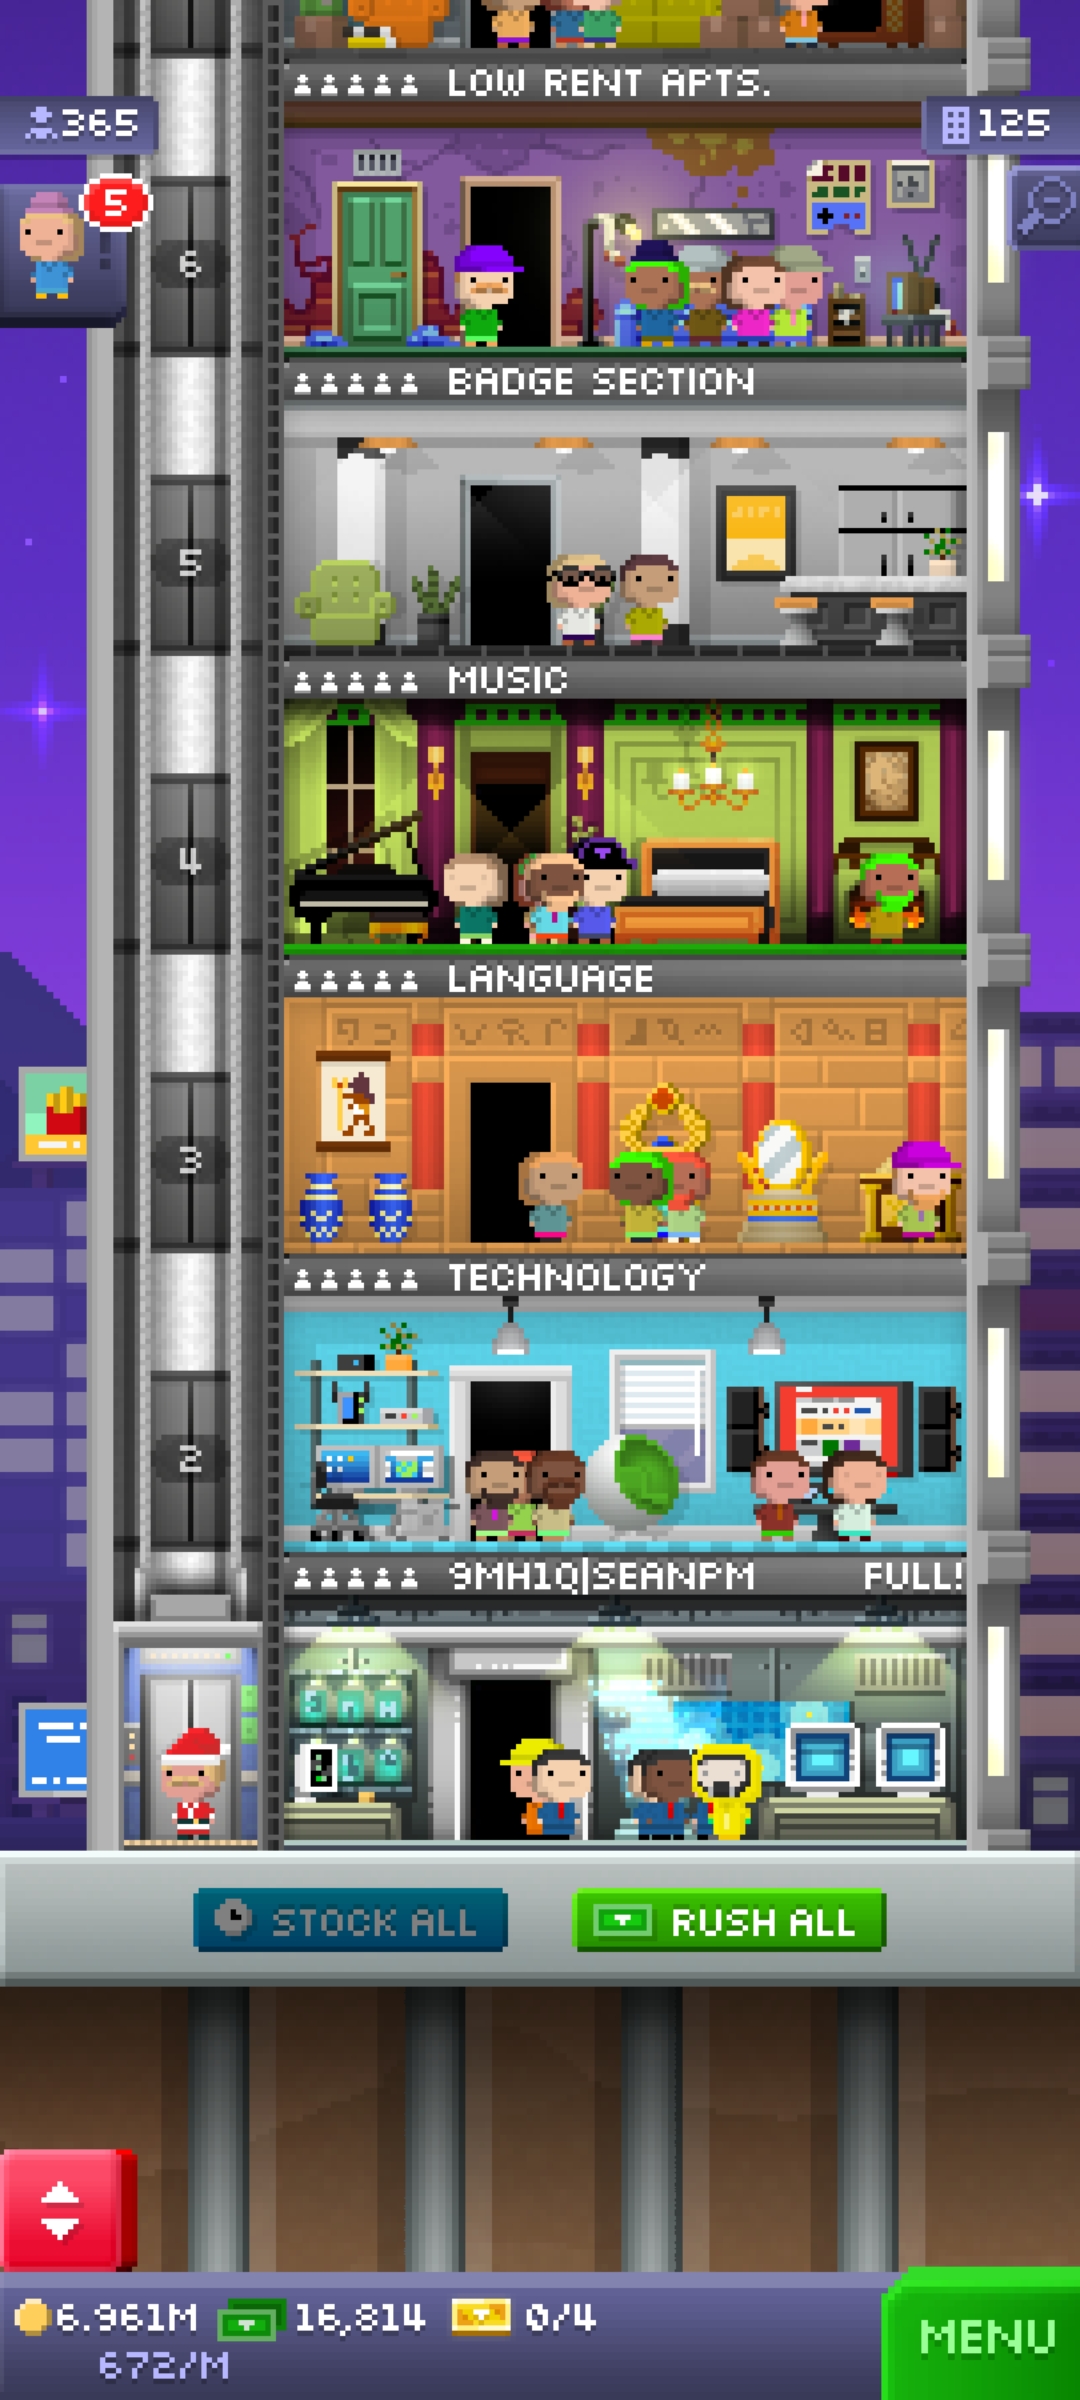 LOW RENT APTS.
365
125
5
6
BADGE SECTION
5
MUSIC
4
LANGUAGE
3
TECHNOLOGY
2
9MH1Q|SEANPM FULL!
STOCK ALL
RUSH ALL
6.961M 16,814 0/4
672/M
MENU